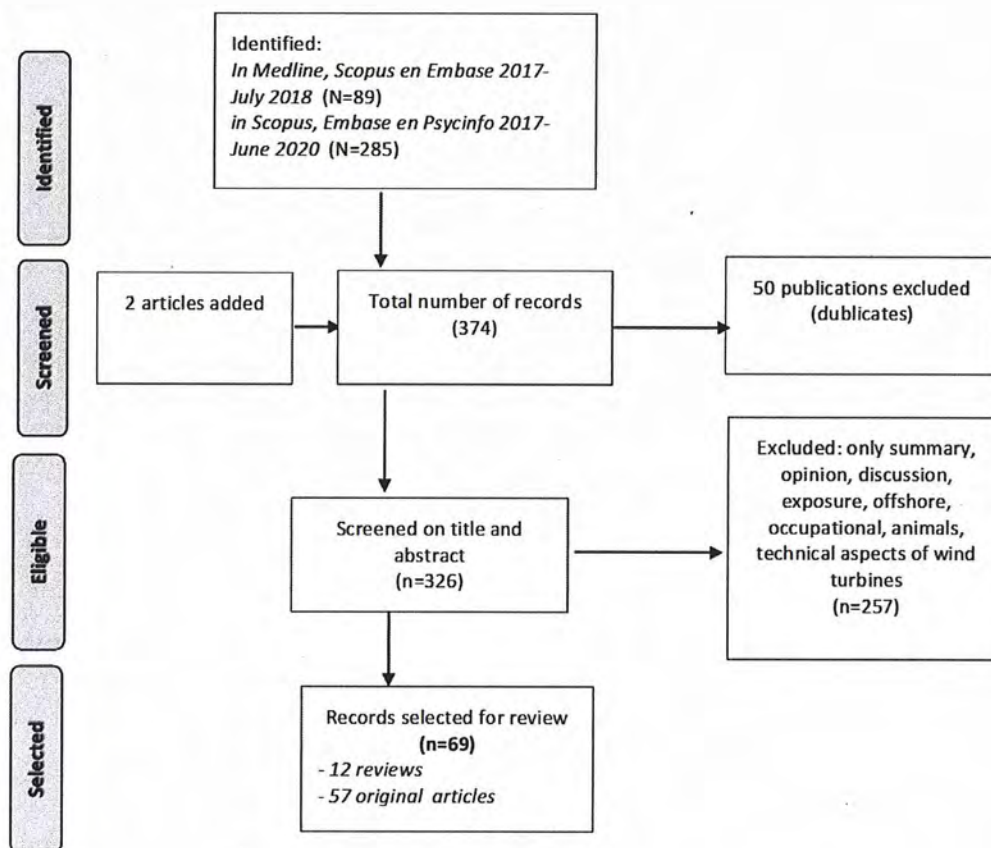 Identified
Identified:
In Medline, Scopus en Embase 2017-
July 2018 (N=89)
in Scopus, Embase en Psycinfo 2017-
June 2020 (N=285)
Screened
2 articles added
Total number of records
(374)
50 publications excluded
(dublicates)
Eligible
Screened on title and
abstract
(n=326)
Excluded: only summary,
opinion, discussion,
exposure, offshore,
occupational, animals,
technical aspects of wind
turbines
(n=257)
Selected
Records selected for review
(n=69)
- 12 reviews
- 57 original articles